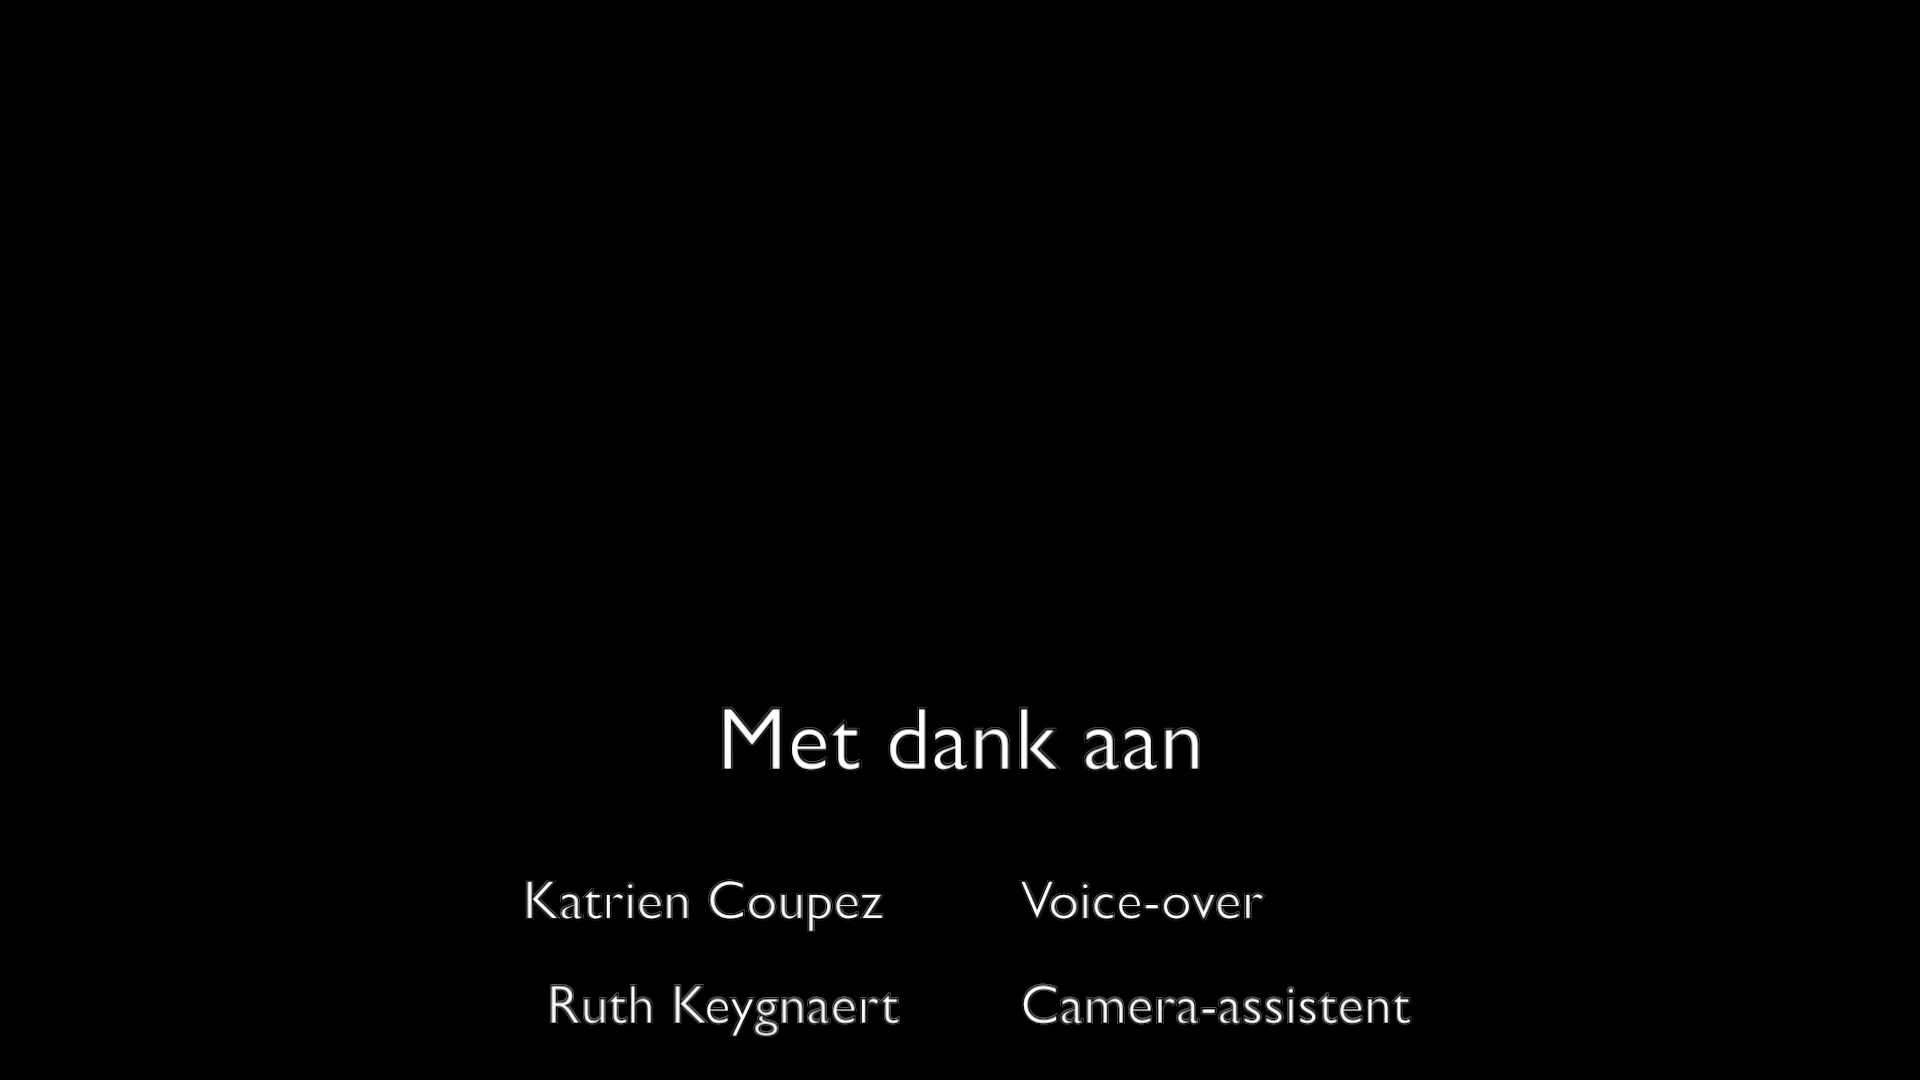 Met dank aan
Katrien Coupez Voice-over
Ruth Keygnaert Camera-assistent